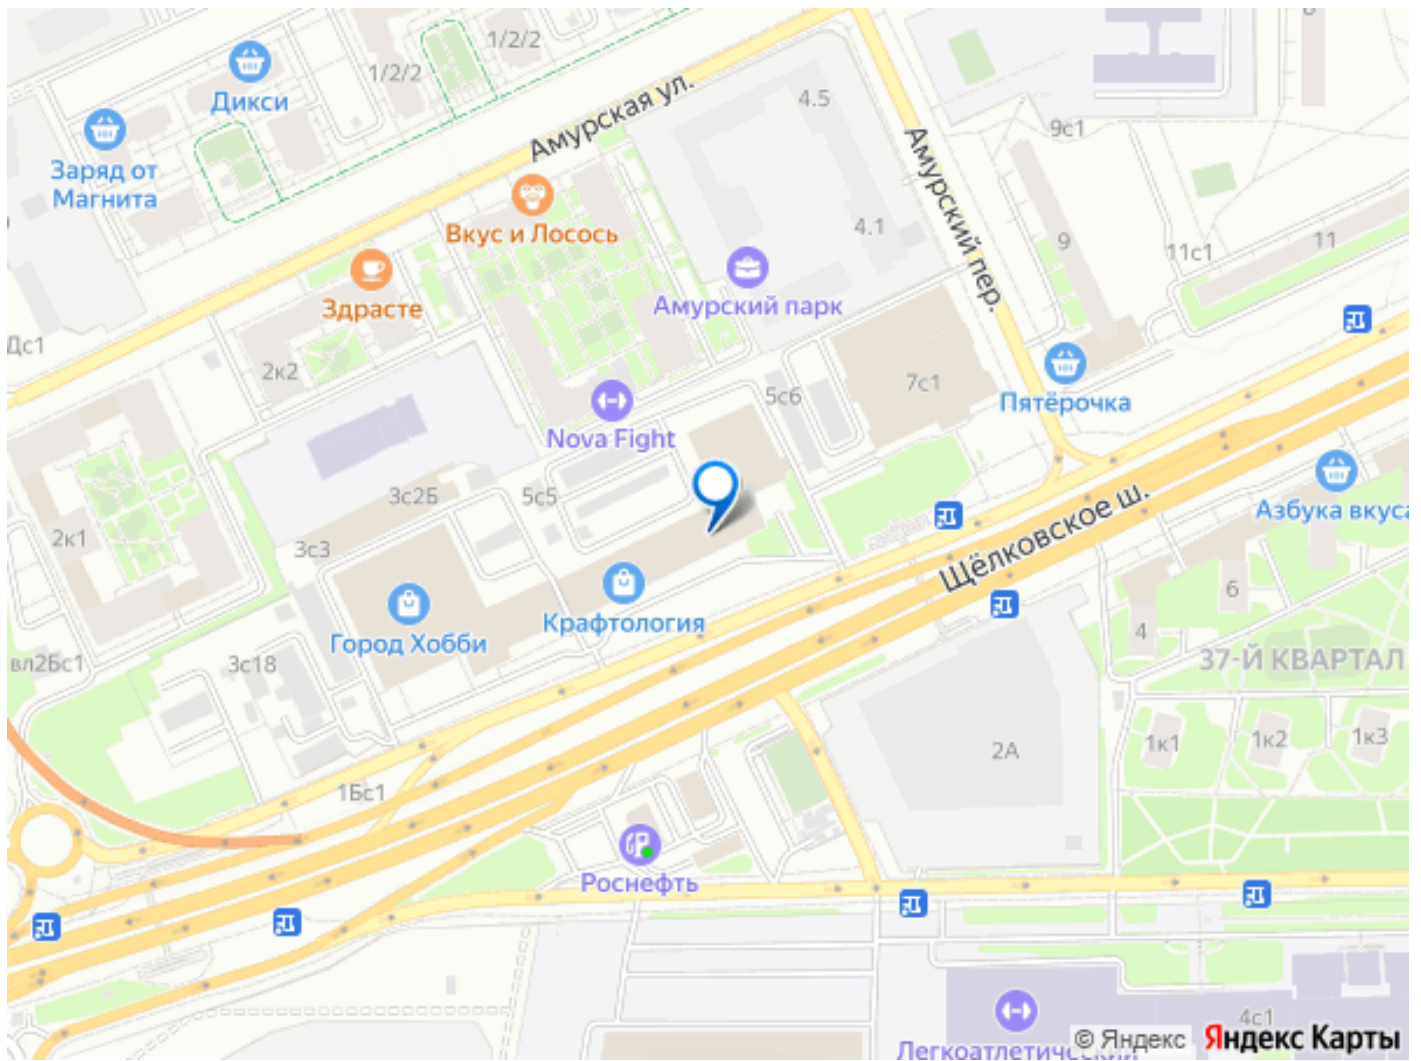 1/2/2
1/2/2
Дикси
Заряд от
Магнита
Амурская ул.
4.5
9с1
Амурский пер.
Вкус и Лосось
4.1
9
11
11с1
Здрасте
Амурский парк
Дс1
2к2
5с6
7с1
Пятёрочка
Nova Fight
3с2Б
5с5
Азбука вкуса
2к1
3с3
Щёлковское ш.
Город Хобби
Крафтология
6
4
37-Й КВАРТАЛ
вл2Бс1
3с18
2А
1к1
1к2
1к3
1Бс1
Роснефть
4с1
Легкоатлетический
© Яндекс Яндекс Карты